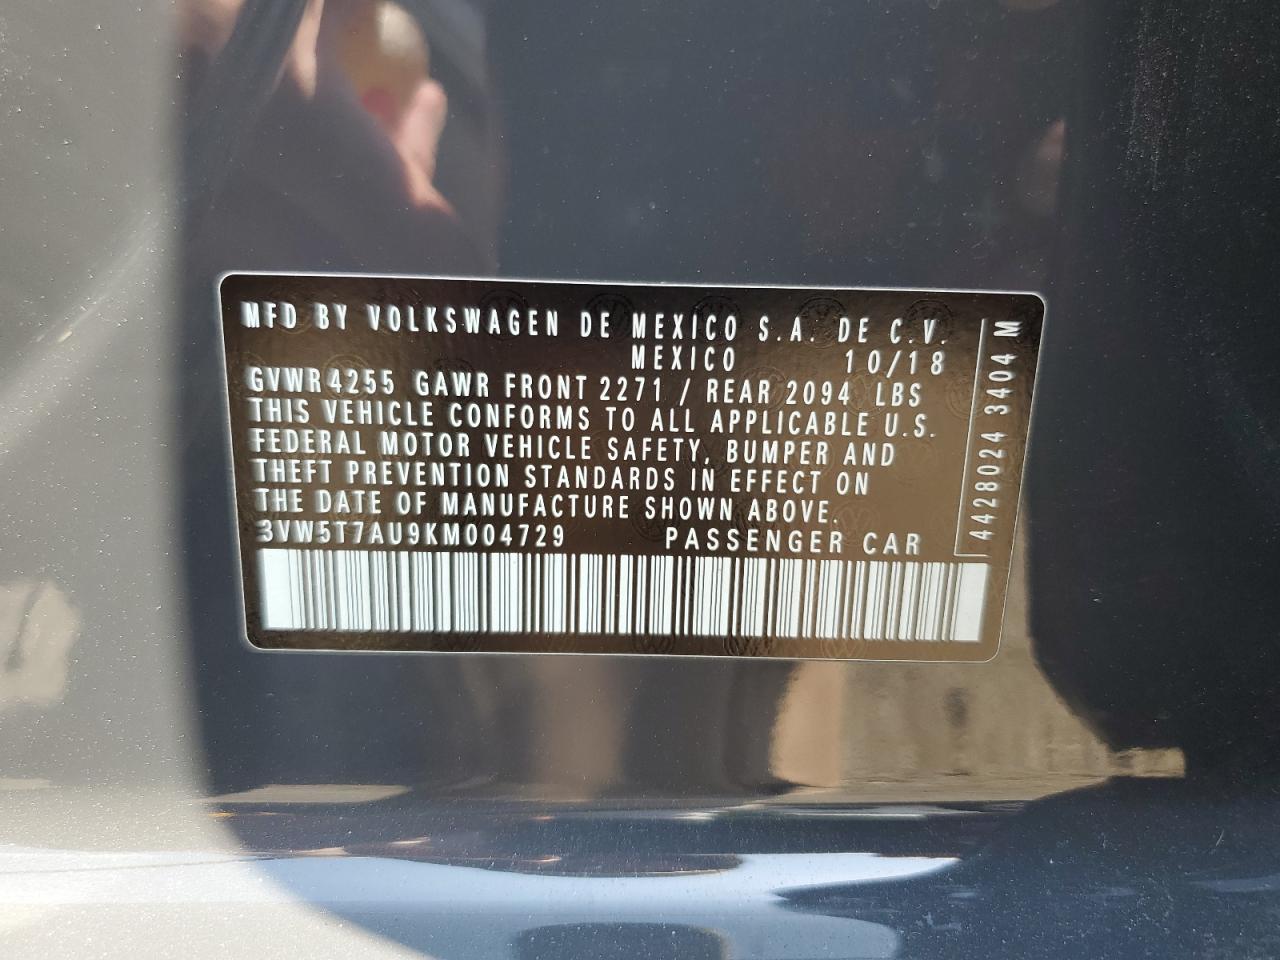 MFD BY VOLKSWAGEN DE MEXICO S.A. DE C.V.
MEXICO 10/18
GVWR 4255 GAWR FRONT 2271 / REAR 2094 LBS
THIS VEHICLE CONFORMS TO ALL APPLICABLE U.S.
FEDERAL MOTOR VEHICLE SAFETY, BUMPER AND
THEFT PREVENTION STANDARDS IN EFFECT ON
THE DATE OF MANUFACTURE SHOWN ABOVE.
3VW5T7AU9KM004729 PASSENGER CAR
4428024 3404 M